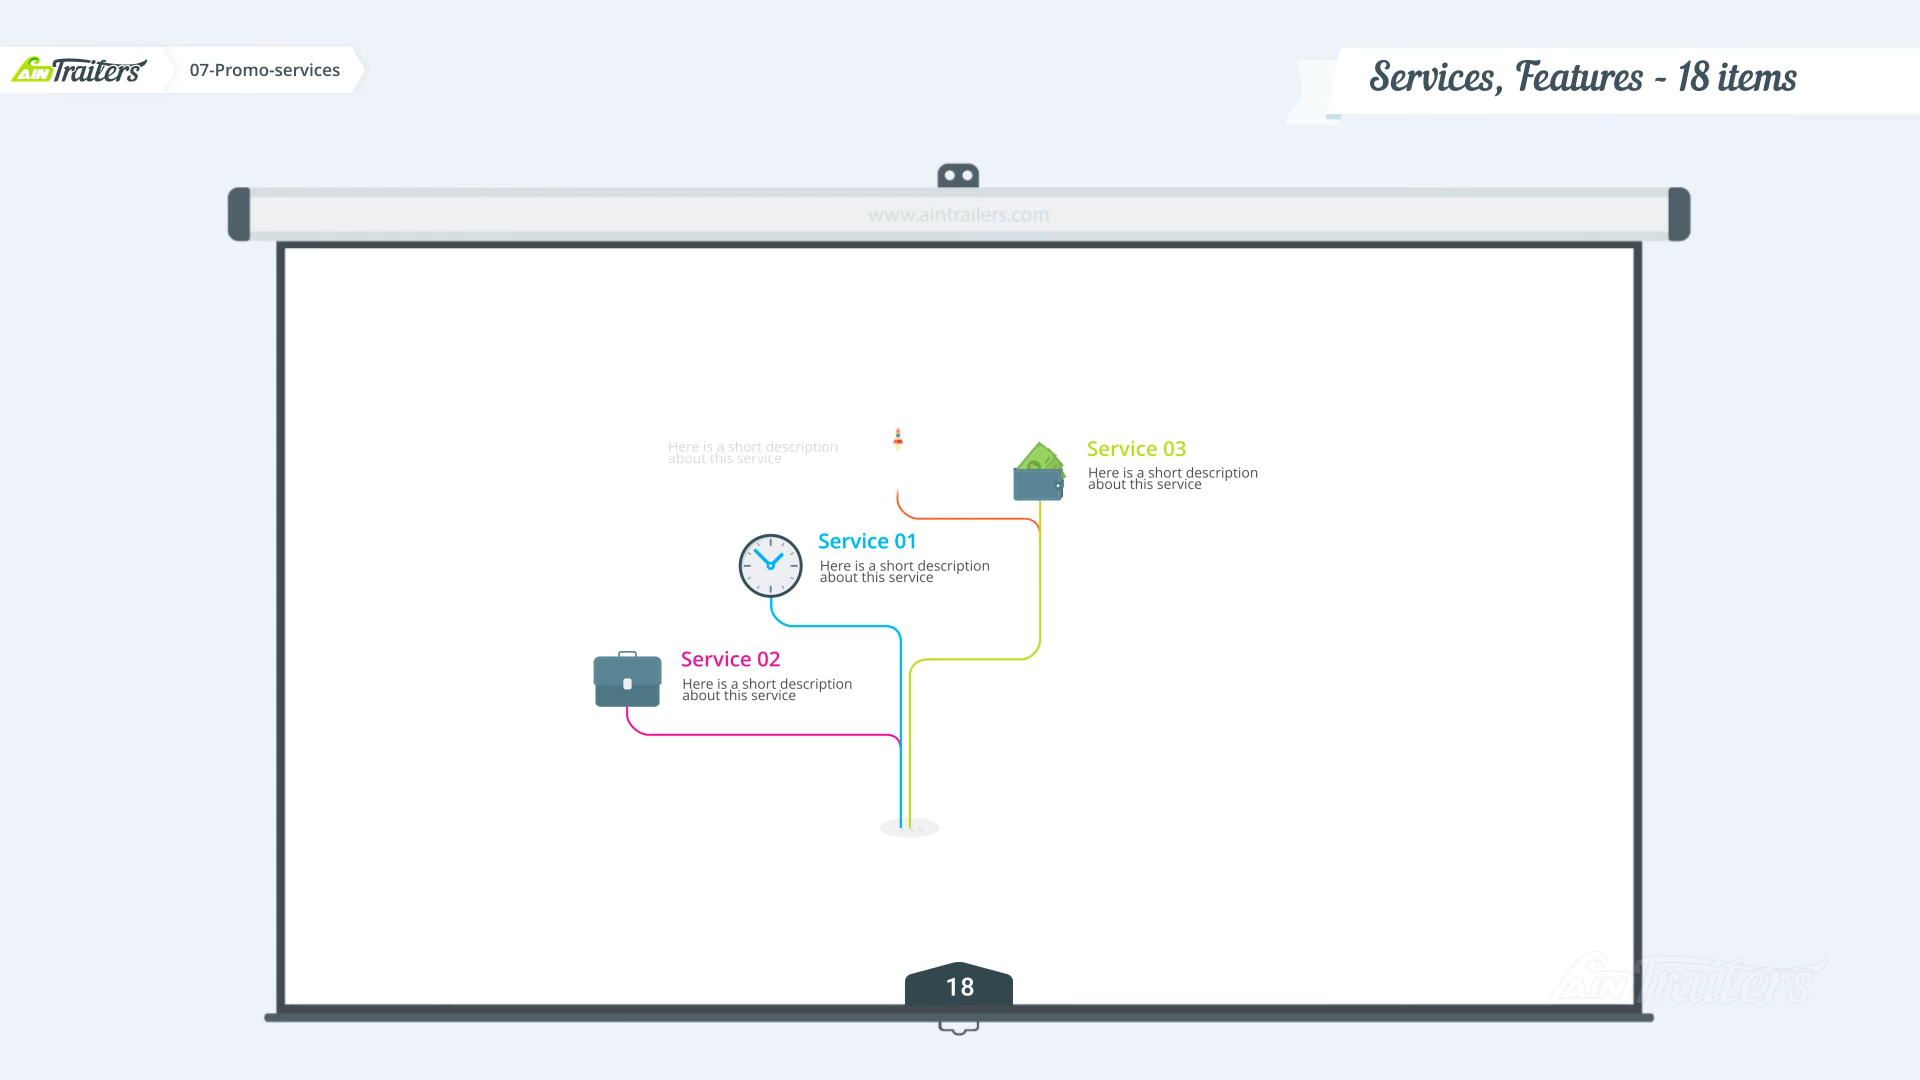 AinTrailers
07-Promo-services
Services, Features - 18 items
www.aintrailers.com
Here is a short description
about this service
Service 03
Here is a short description
about this service
Service 01
Here is a short description
about this service
Service 02
Here is a short description
about this service
18
AinTrailers